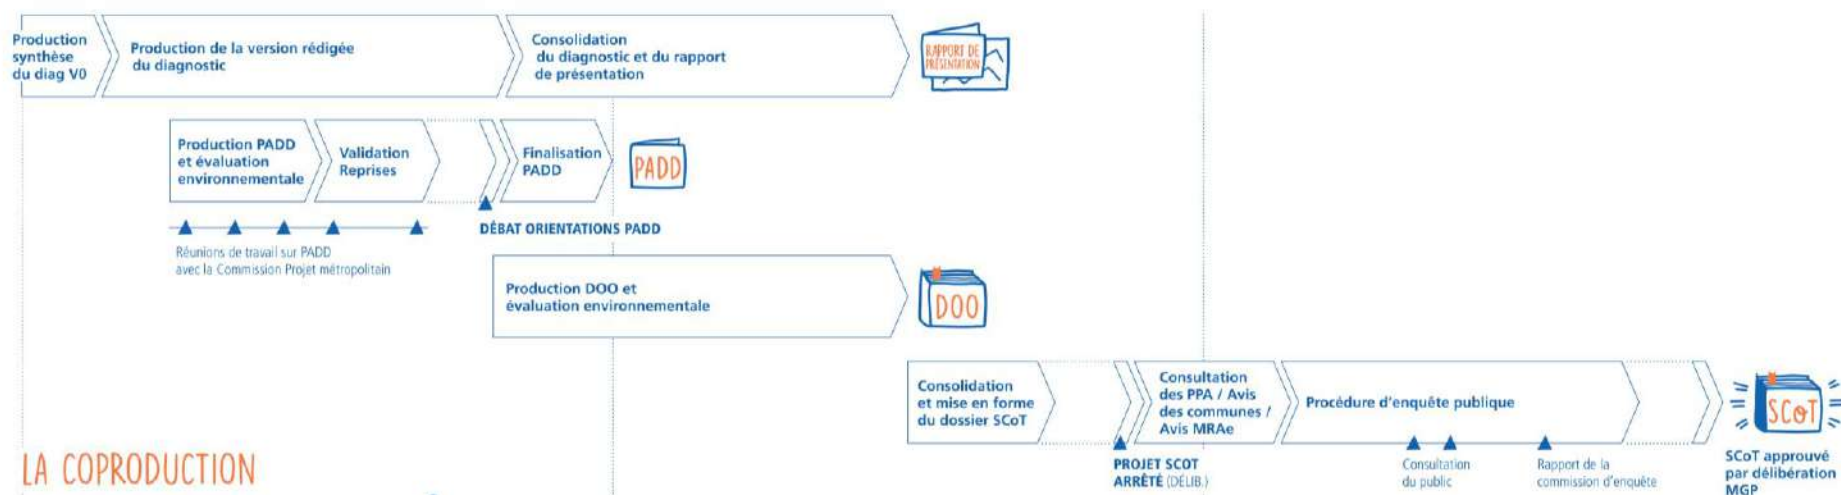 Production
synthèse
du diag V0
Production de la version rédigée
du diagnostic
Consolidation
du diagnostic et du rapport
de présentation
RAPPORT DE
PRÉSENTATION
Production PADD
et évaluation
environnementale
Validation
Reprises
Finalisation
PADD
PADD
DÉBAT ORIENTATIONS PADD
Réunions de travail sur PADD
avec la Commission Projet métropolitain
Production DOO et
évaluation environnementale
DOO
Consolidation
et mise en forme
du dossier SCoT
Consultation
des PPA / Avis
des communes /
Avis MRAe
Procédure d'enquête publique
SCoT
PROJET SCOT
ARRÊTÉ (DÉLIB.)
Consultation
du public
Rapport de la
commission d'enquête
SCoT approuvé
par délibération
MGP
LA COPRODUCTION